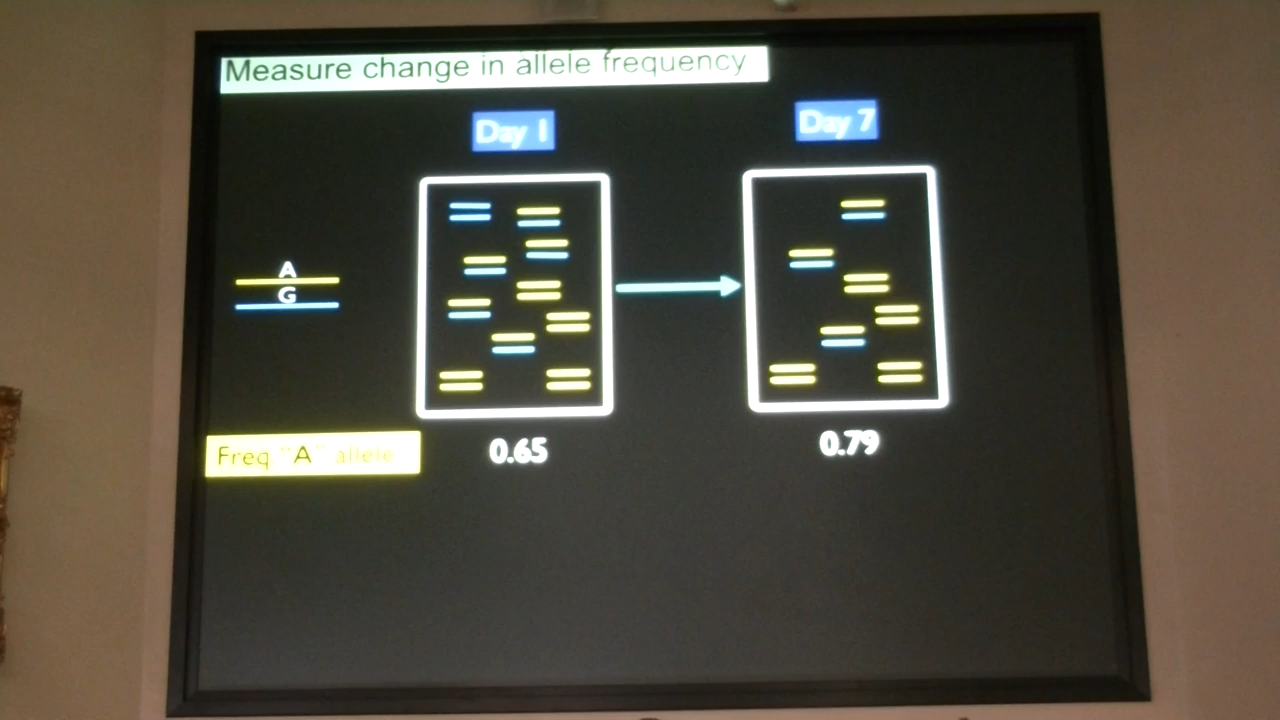 Measure change in allele frequency
Day 1
Day 7
A
G
Freq "A" allele
0.65
0.79